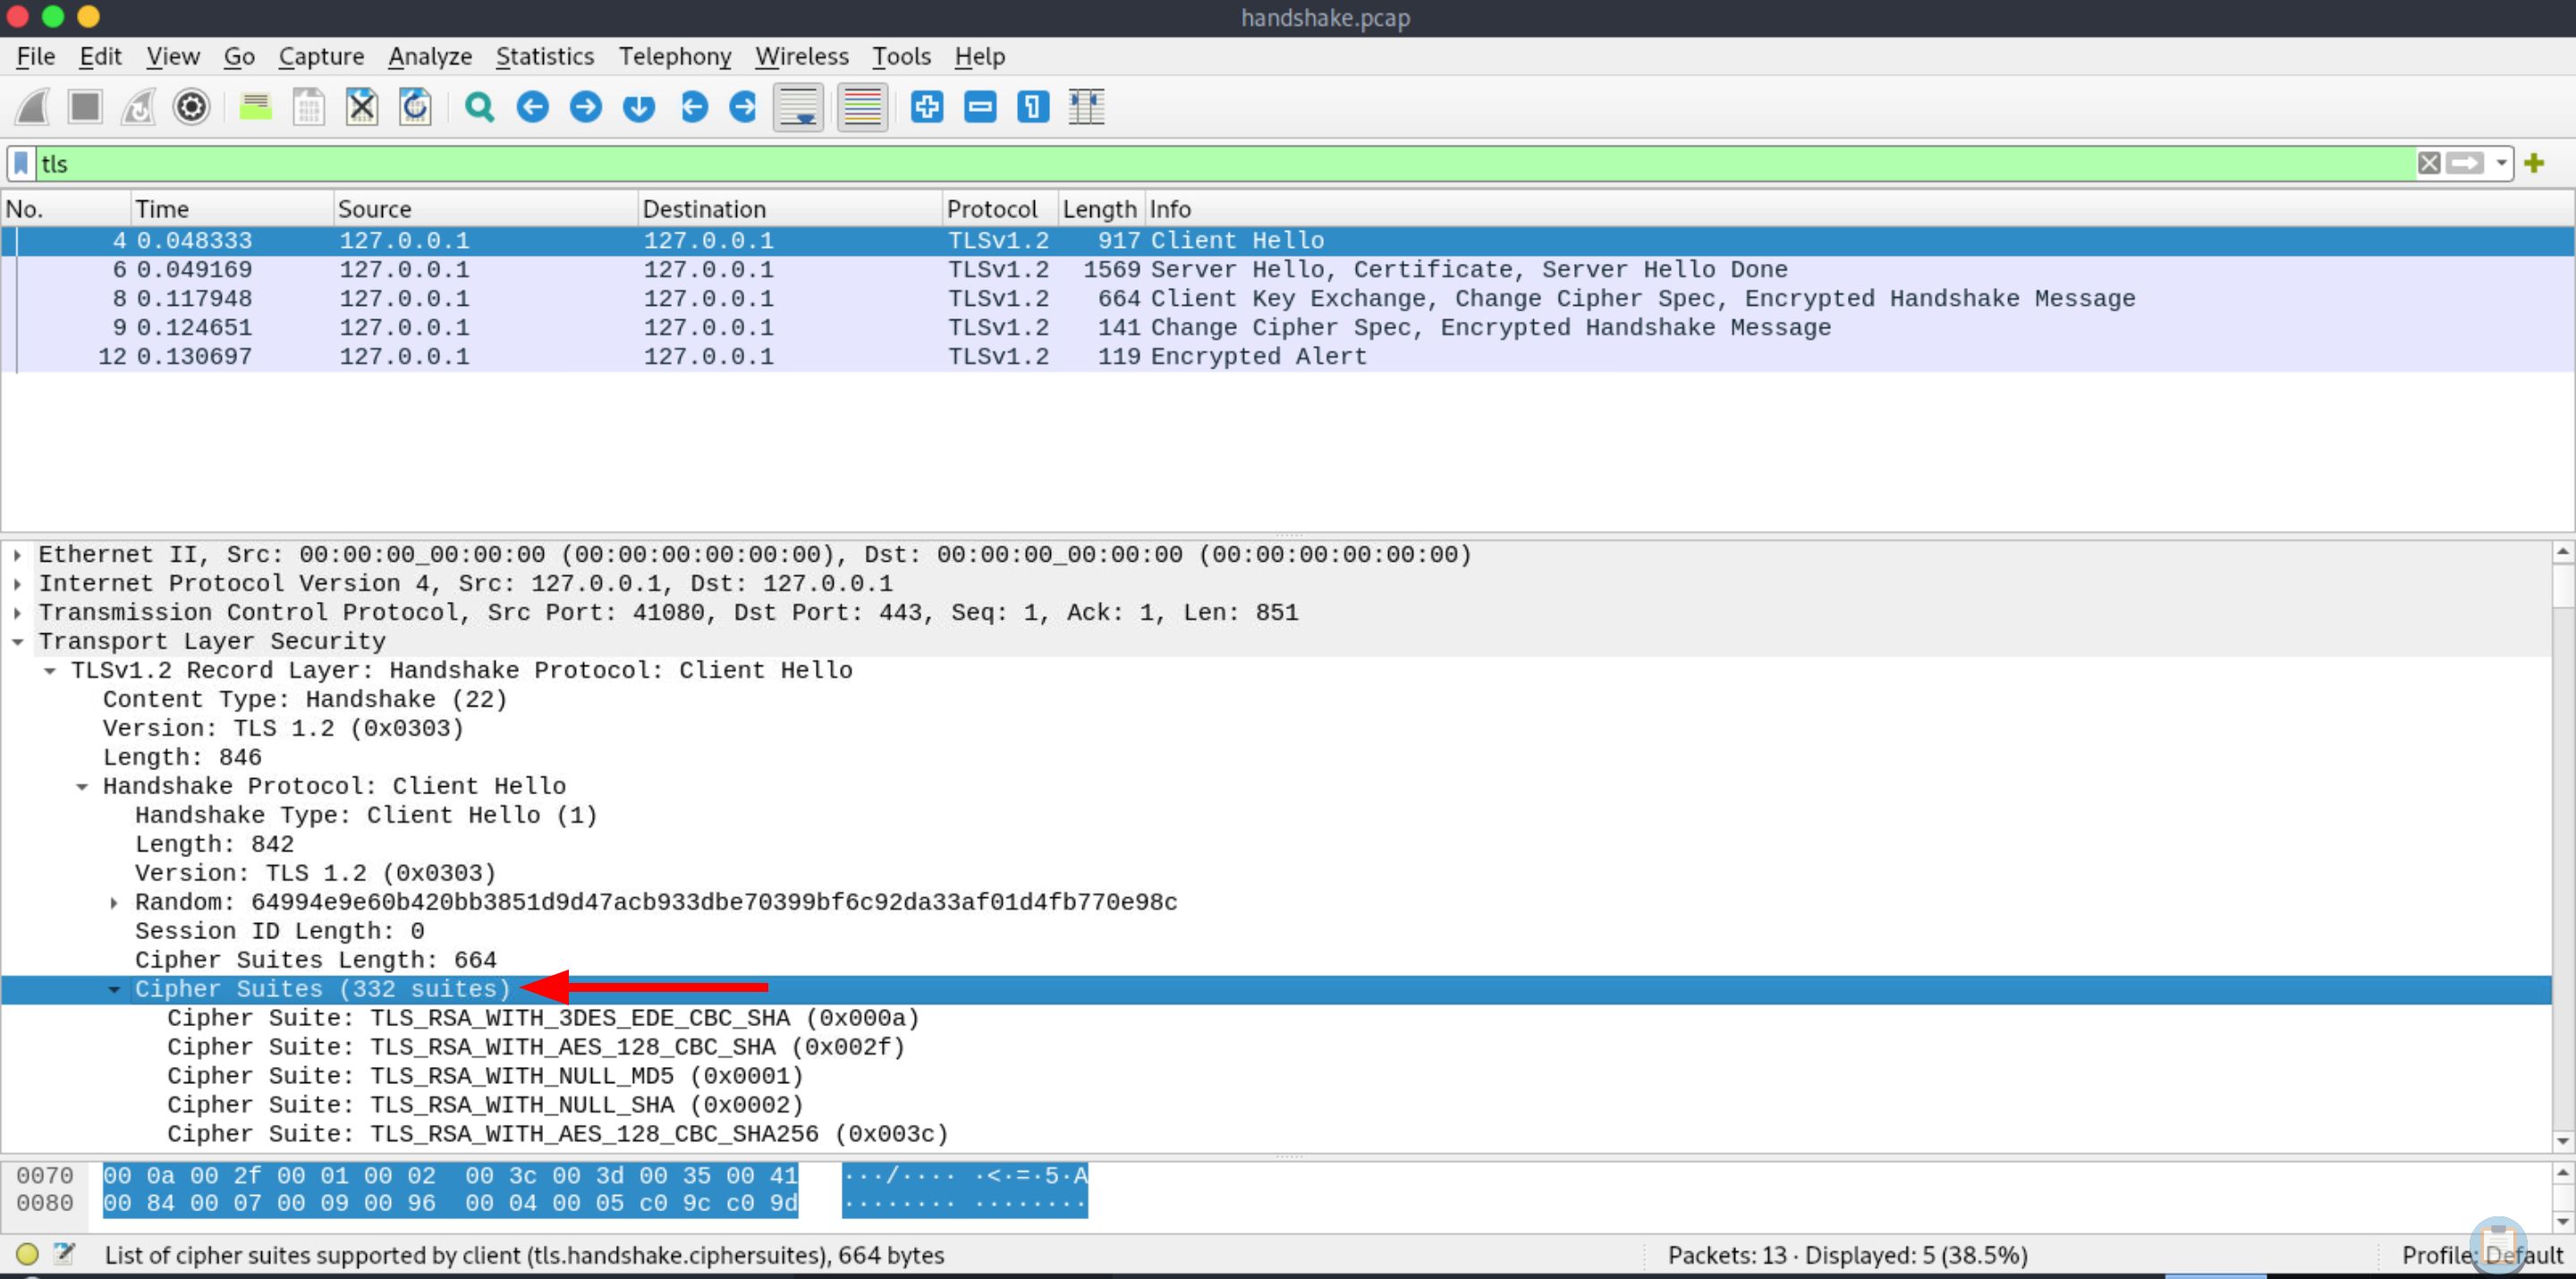 handshake.pcap
File Edit View Go Capture Analyze Statistics Telephony Wireless Tools Help
tls
No. Time Source Destination Protocol Length Info
4 0.048333 127.0.0.1 127.0.0.1 TLSv1.2 917 Client Hello
6 0.049169 127.0.0.1 127.0.0.1 TLSv1.2 1569 Server Hello, Certificate, Server Hello Done
8 0.117948 127.0.0.1 127.0.0.1 TLSv1.2 664 Client Key Exchange, Change Cipher Spec, Encrypted Handshake Message
9 0.124651 127.0.0.1 127.0.0.1 TLSv1.2 141 Change Cipher Spec, Encrypted Handshake Message
12 0.130697 127.0.0.1 127.0.0.1 TLSv1.2 119 Encrypted Alert
Ethernet II, Src: 00:00:00_00:00:00 (00:00:00:00:00:00), Dst: 00:00:00_00:00:00 (00:00:00:00:00:00)
Internet Protocol Version 4, Src: 127.0.0.1, Dst: 127.0.0.1
Transmission Control Protocol, Src Port: 41080, Dst Port: 443, Seq: 1, Ack: 1, Len: 851
Transport Layer Security
TLSv1.2 Record Layer: Handshake Protocol: Client Hello
Content Type: Handshake (22)
Version: TLS 1.2 (0x0303)
Length: 846
Handshake Protocol: Client Hello
Handshake Type: Client Hello (1)
Length: 842
Version: TLS 1.2 (0x0303)
Random: 64994e9e60b420bb3851d9d47acb933dbe70399bf6c92da33af01d4fb770e98c
Session ID Length: 0
Cipher Suites Length: 664
Cipher Suites (332 suites)
Cipher Suite: TLS_RSA_WITH_3DES_EDE_CBC_SHA (0x000a)
Cipher Suite: TLS_RSA_WITH_AES_128_CBC_SHA (0x002f)
Cipher Suite: TLS_RSA_WITH_NULL_MD5 (0x0001)
Cipher Suite: TLS_RSA_WITH_NULL_SHA (0x0002)
Cipher Suite: TLS_RSA_WITH_AES_128_CBC_SHA256 (0x003c)
0070 00 0a 00 2f 00 01 00 02 00 3c 00 3d 00 35 00 41 ···/···· ·<·=·5·A
0080 00 84 00 07 00 09 00 96 00 04 00 05 c0 9c c0 9d ········ ········
List of cipher suites supported by client (tls.handshake.ciphersuites), 664 bytes Packets: 13 · Displayed: 5 (38.5%) Profile: Default